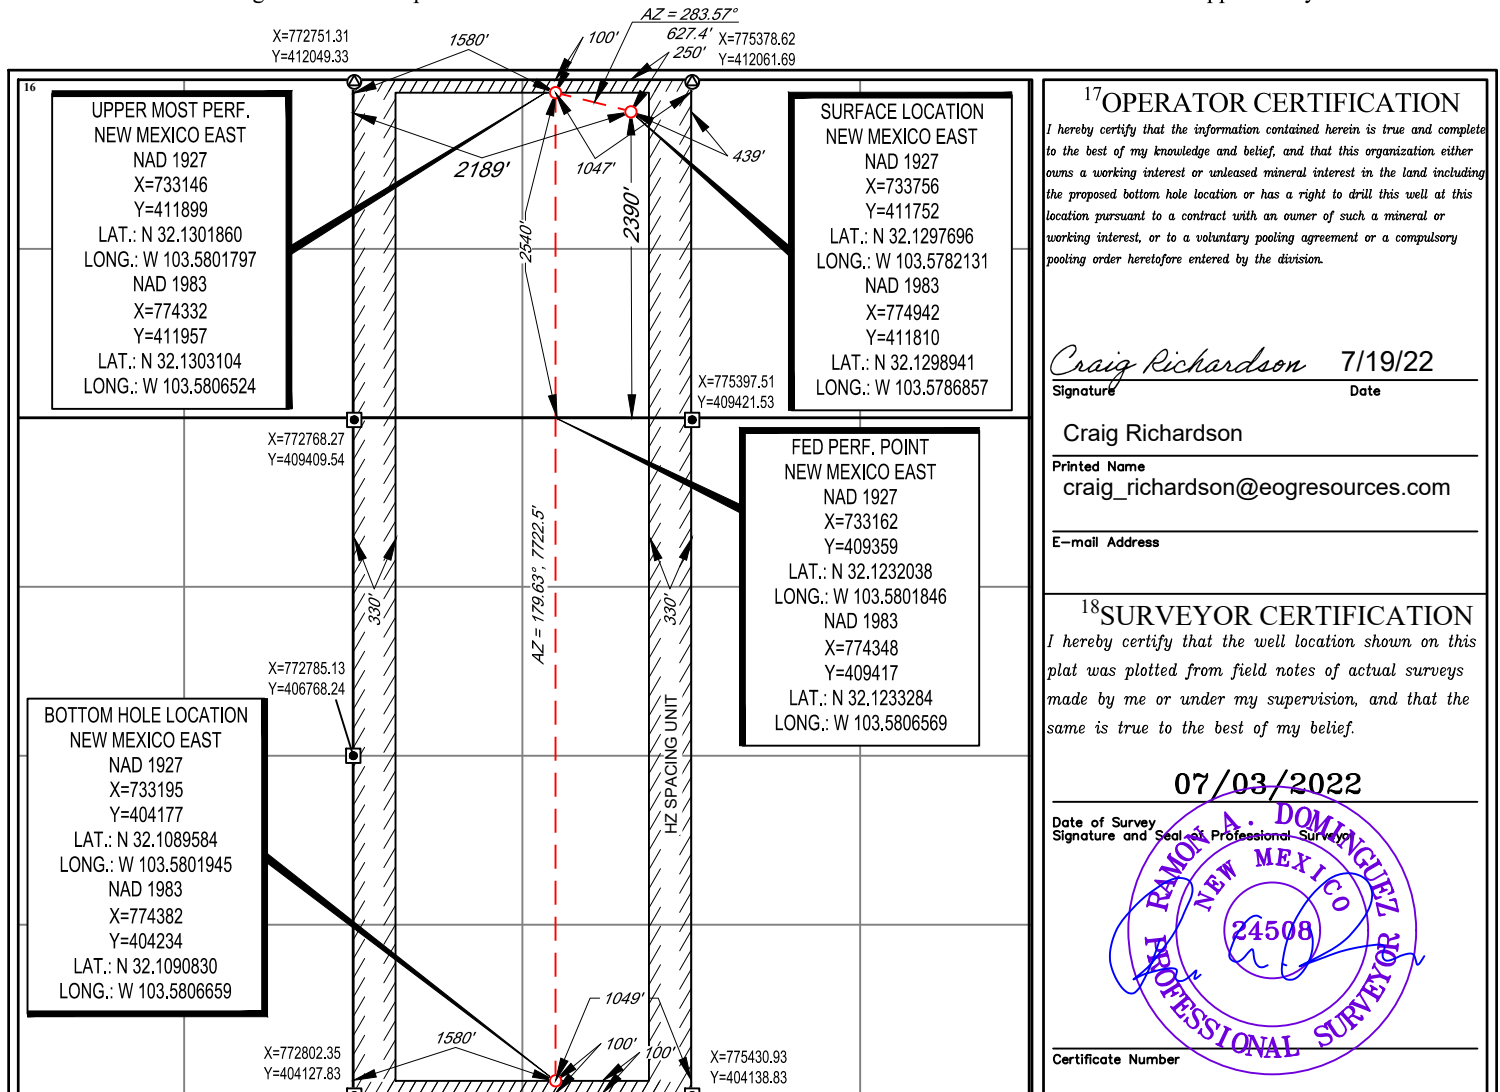 AZ = 283.57°
627.4'
X=772751.31
Y=412049.33
1580'
100'
250'
X=775378.62
Y=412061.69
16
UPPER MOST PERF.
NEW MEXICO EAST
NAD 1927
X=733146
Y=411899
LAT.: N 32.1301860
LONG.: W 103.5801797
NAD 1983
X=774332
Y=411957
LAT.: N 32.1303104
LONG.: W 103.5806524
2189'
1047'
439'
2540'
2390'
SURFACE LOCATION
NEW MEXICO EAST
NAD 1927
X=733756
Y=411752
LAT.: N 32.1297696
LONG.: W 103.5782131
NAD 1983
X=774942
Y=411810
LAT.: N 32.1298941
LONG.: W 103.5786857
X=775397.51
Y=409421.53
X=772768.27
Y=409409.54
FED PERF. POINT
NEW MEXICO EAST
NAD 1927
X=733162
Y=409359
LAT.: N 32.1232038
LONG.: W 103.5801846
NAD 1983
X=774348
Y=409417
LAT.: N 32.1233284
LONG.: W 103.5806569
AZ = 179.63°, 7722.5'
330'
330'
X=772785.13
Y=406768.24
HZ SPACING UNIT
BOTTOM HOLE LOCATION
NEW MEXICO EAST
NAD 1927
X=733195
Y=404177
LAT.: N 32.1089584
LONG.: W 103.5801945
NAD 1983
X=774382
Y=404234
LAT.: N 32.1090830
LONG.: W 103.5806659
1049'
1580'
100'
100'
X=772802.35
Y=404127.83
X=775430.93
Y=404138.83
17OPERATOR CERTIFICATION
I hereby certify that the information contained herein is true and complete
to the best of my knowledge and belief, and that this organization either
owns a working interest or unleased mineral interest in the land including
the proposed bottom hole location or has a right to drill this well at this
location pursuant to a contract with an owner of such a mineral or
working interest, or to a voluntary pooling agreement or a compulsory
pooling order heretofore entered by the division.
Craig Richardson 7/19/22
Signature Date
Craig Richardson
Printed Name
craig_richardson@eogresources.com
E-mail Address
18SURVEYOR CERTIFICATION
I hereby certify that the well location shown on this
plat was plotted from field notes of actual surveys
made by me or under my supervision, and that the
same is true to the best of my belief.
07/03/2022
Date of Survey
Signature and Seal of Professional Surveyor
RAMON A. DOMINGUEZ
NEW MEXICO
24508
PROFESSIONAL SURVEYOR
Certificate Number